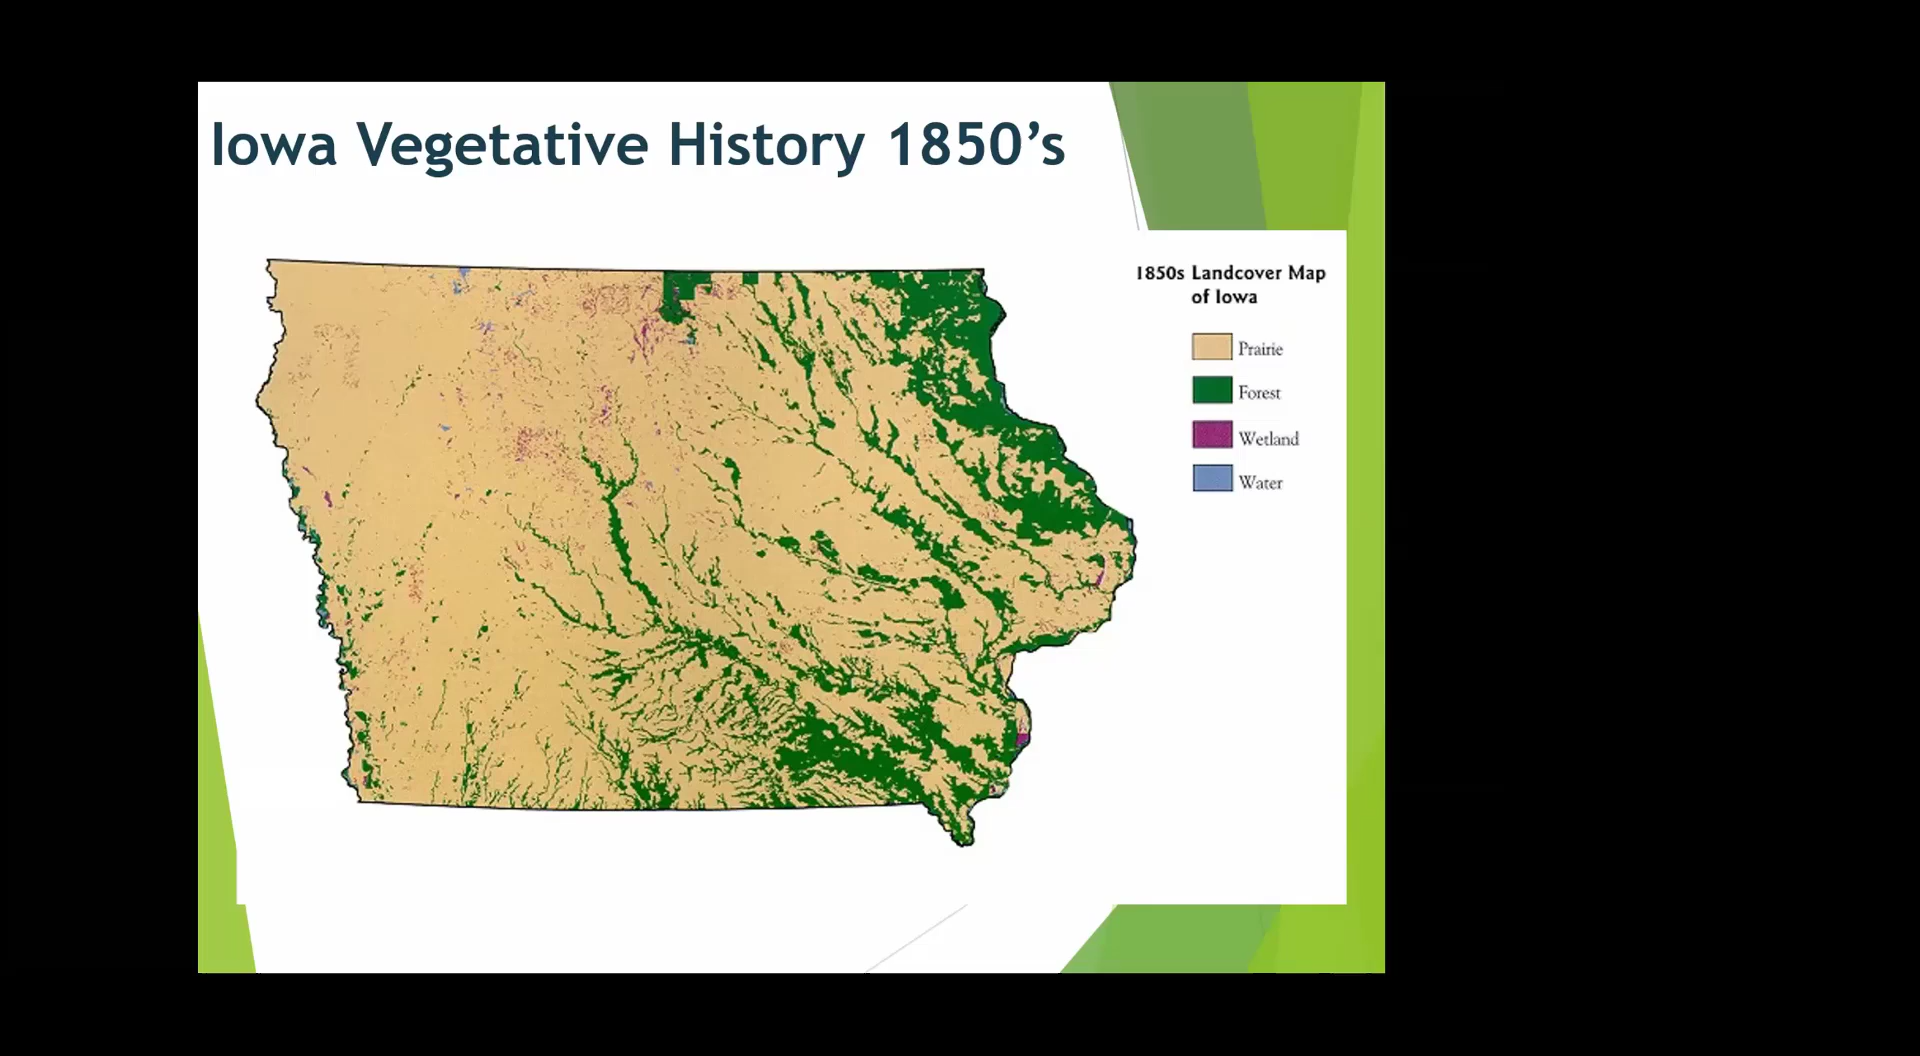 Iowa Vegetative History 1850’s
1850s Landcover Map
of Iowa
Prairie
Forest
Wetland
Water